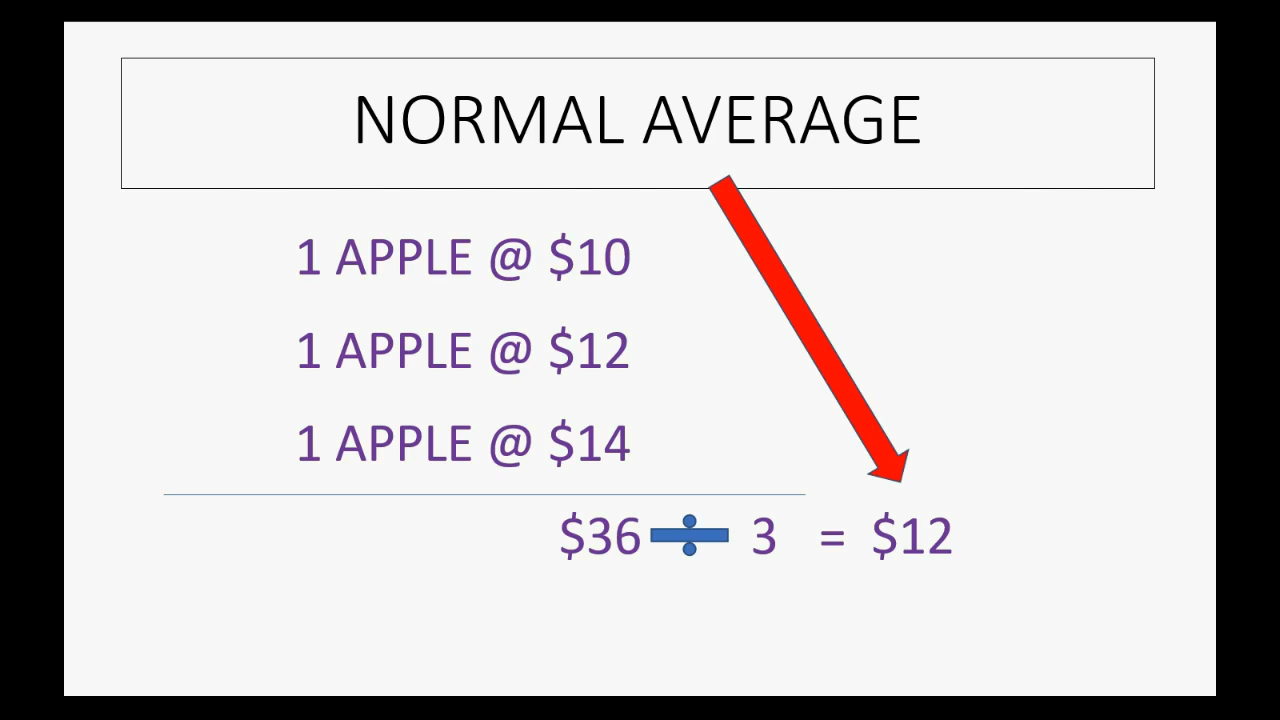 NORMAL AVERAGE
1 APPLE @ $10
1 APPLE @ $12
1 APPLE @ $14
$36 ÷ 3 = $12